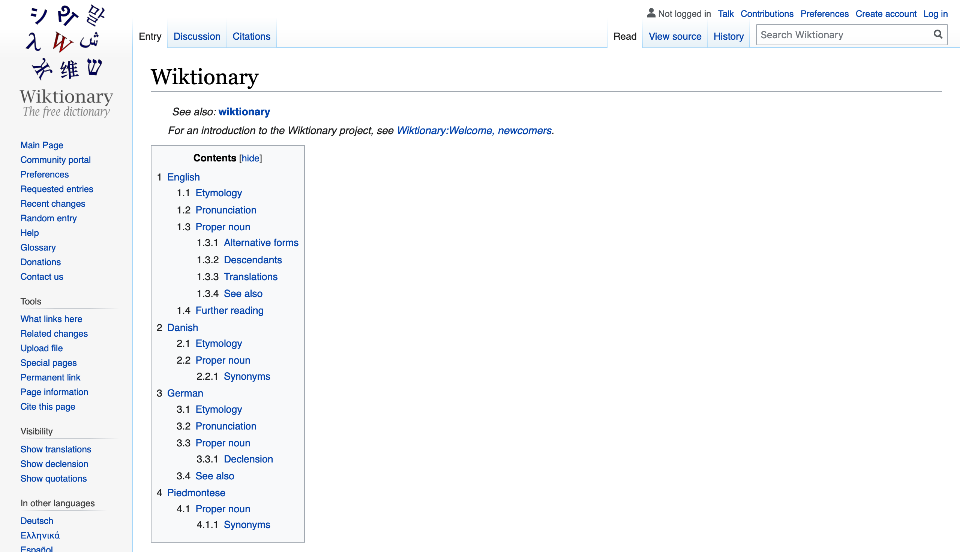 Not logged in Talk Contributions Preferences Create account Log in
Entry Discussion Citations Read View source History Search Wiktionary
Wiktionary
The free dictionary
Main Page
Community portal
Preferences
Requested entries
Recent changes
Random entry
Help
Glossary
Donations
Contact us
Tools
What links here
Related changes
Upload file
Special pages
Permanent link
Page information
Cite this page
Visibility
Show translations
Show declension
Show quotations
In other languages
Deutsch
Ελληνικά
Español
Wiktionary
See also: wiktionary
For an introduction to the Wiktionary project, see Wiktionary:Welcome, newcomers.
Contents [hide]
1 English
1.1 Etymology
1.2 Pronunciation
1.3 Proper noun
1.3.1 Alternative forms
1.3.2 Descendants
1.3.3 Translations
1.3.4 See also
1.4 Further reading
2 Danish
2.1 Etymology
2.2 Proper noun
2.2.1 Synonyms
3 German
3.1 Etymology
3.2 Pronunciation
3.3 Proper noun
3.3.1 Declension
3.4 See also
4 Piedmontese
4.1 Proper noun
4.1.1 Synonyms